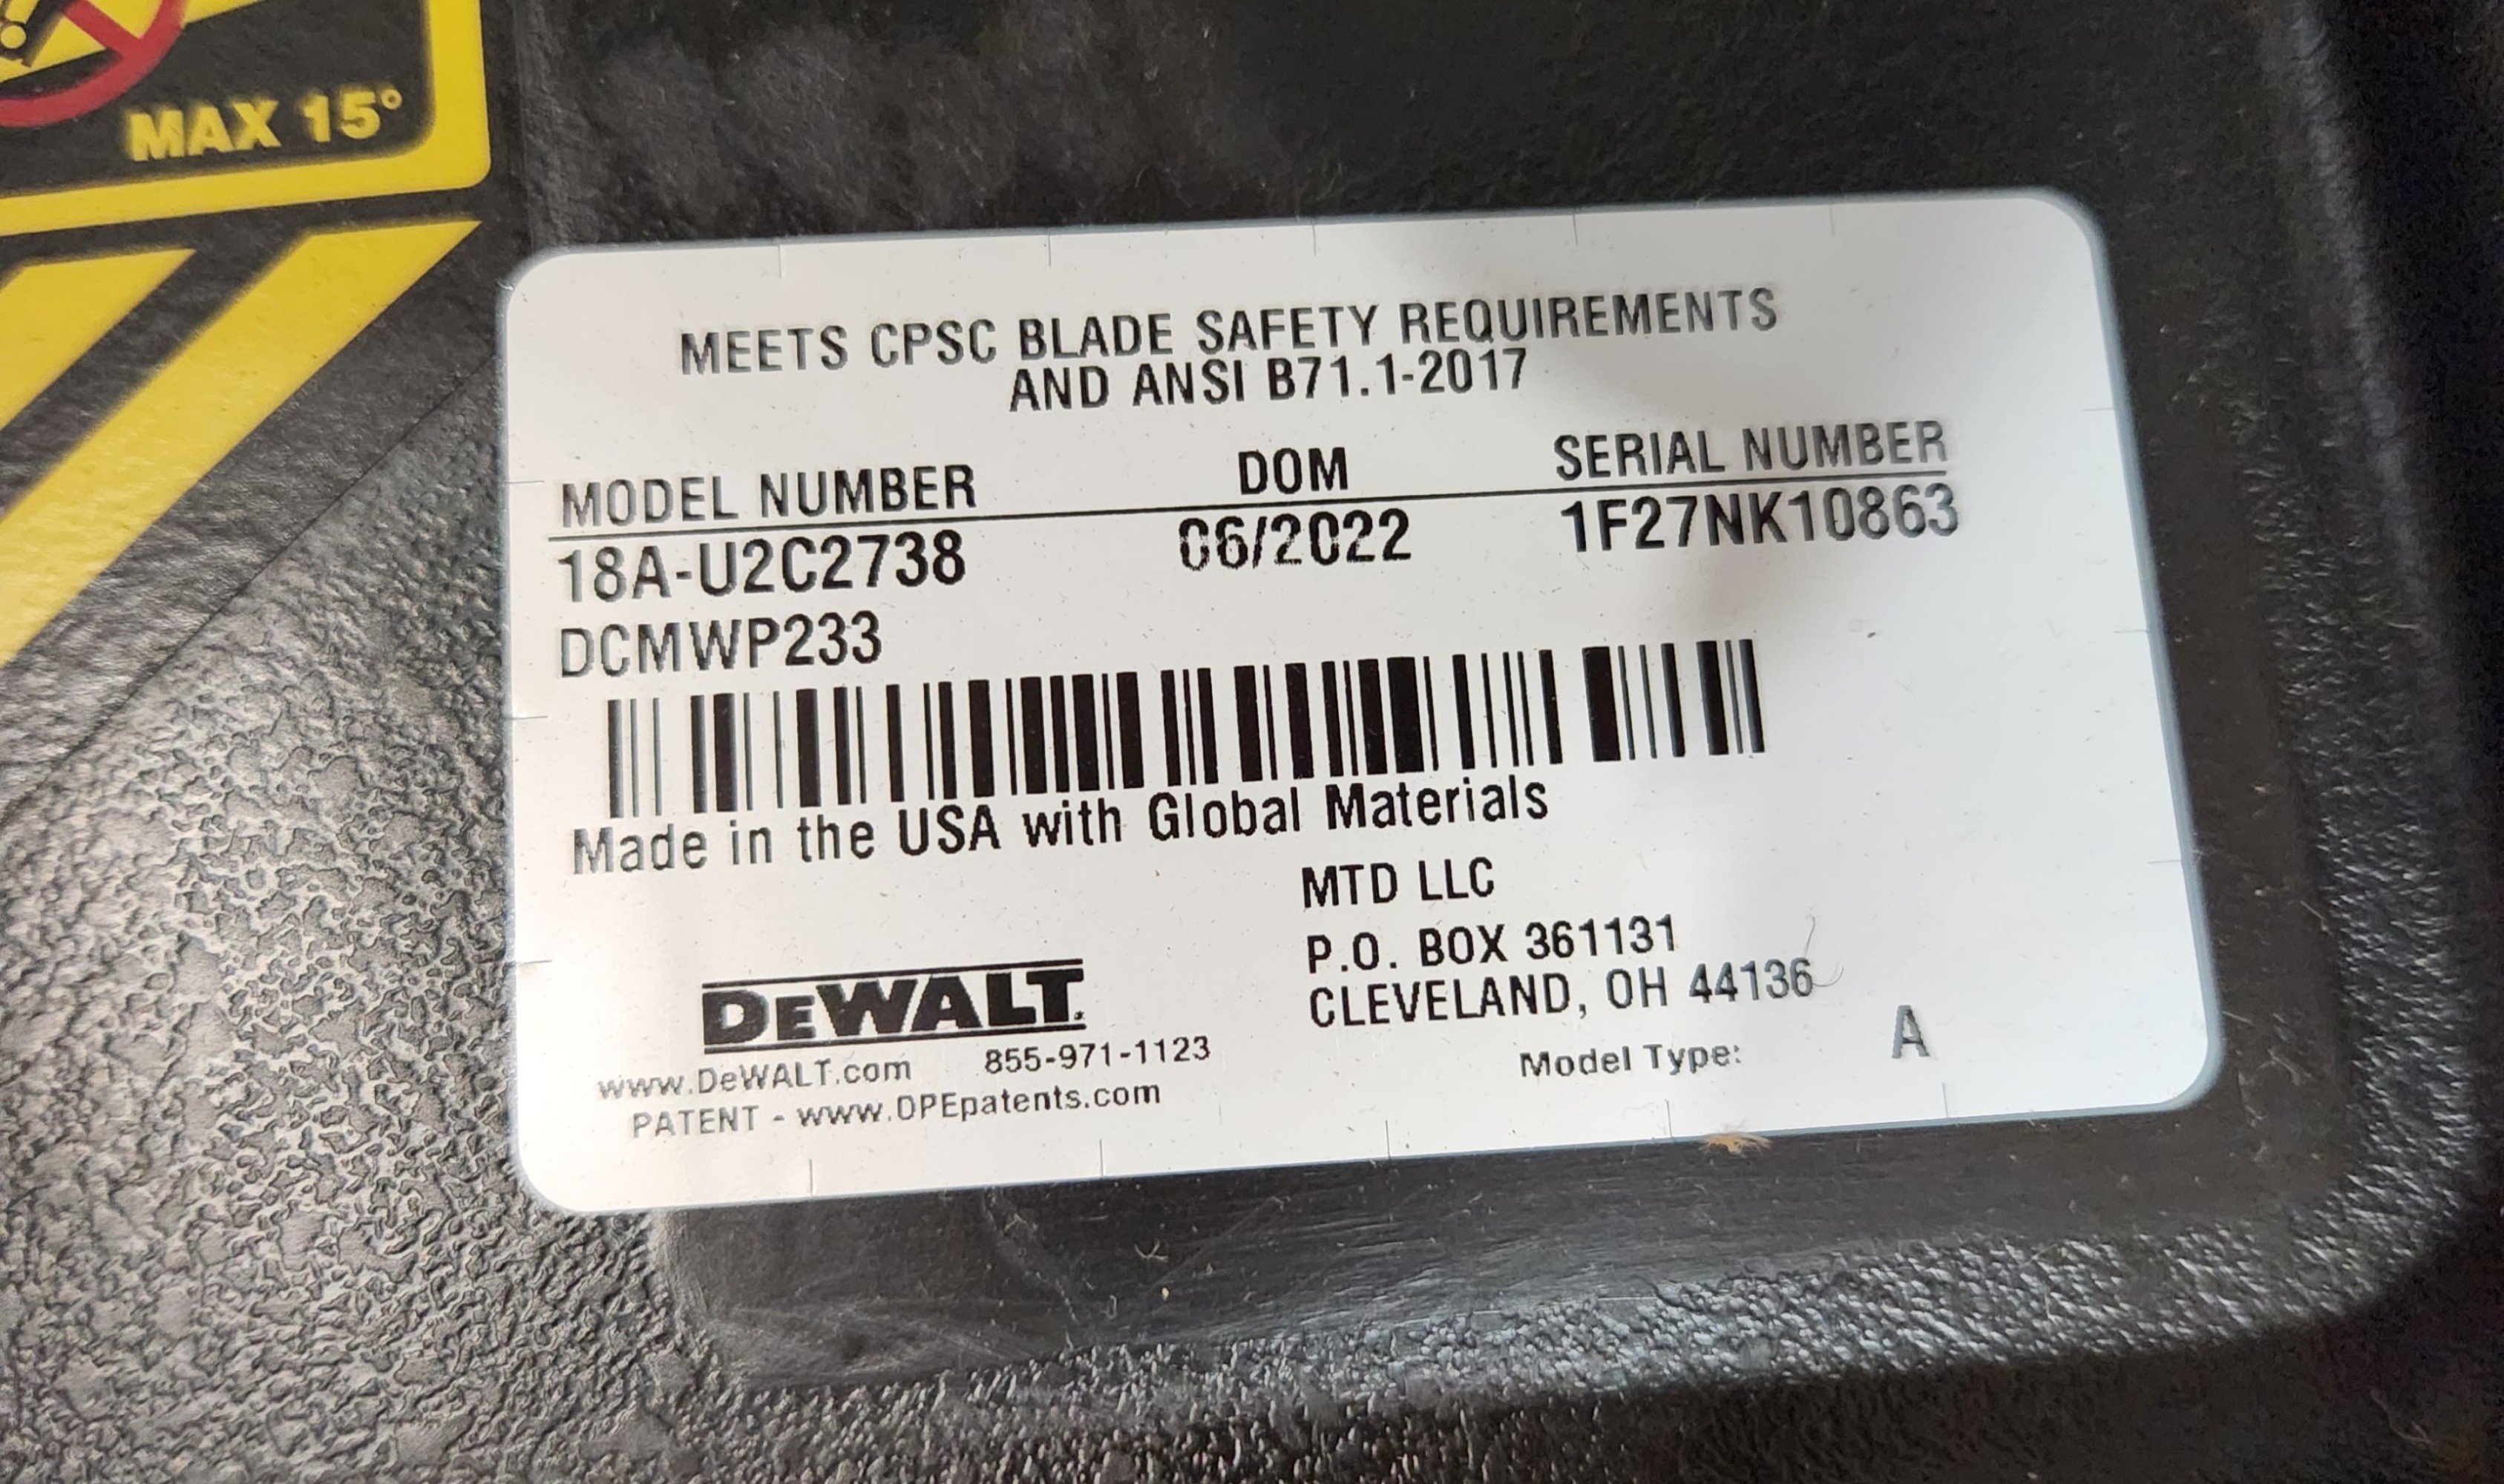 MAX 15°
MEETS CPSC BLADE SAFETY REQUIREMENTS
AND ANSI B71.1-2017
MODEL NUMBER DOM SERIAL NUMBER
18A-U2C2738 06/2022 1F27NK10863
DCMWP233
Made in the USA with Global Materials
MTD LLC
P.O. BOX 361131
CLEVELAND, OH 44136
DEWALT
www.DeWALT.com 855-971-1123
Model Type: A
PATENT - www.OPEpatents.com